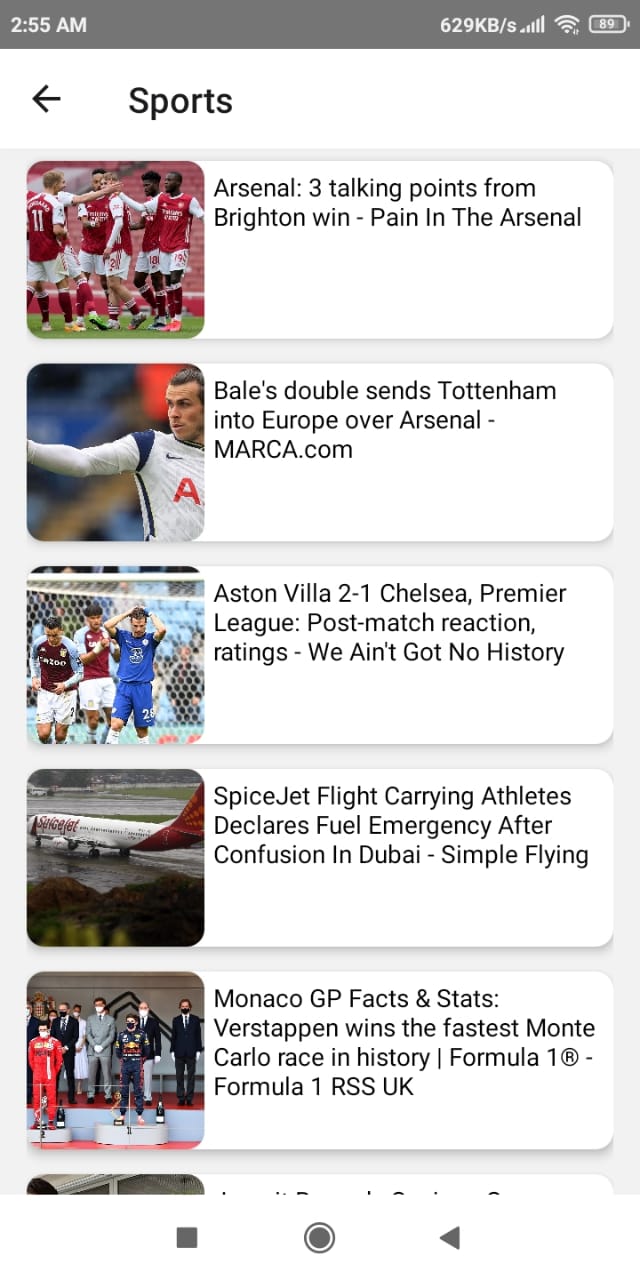 2:55 AM
629KB/s
89
Sports
Arsenal: 3 talking points from
Brighton win - Pain In The Arsenal
Bale's double sends Tottenham
into Europe over Arsenal -
MARCA.com
Aston Villa 2-1 Chelsea, Premier
League: Post-match reaction,
ratings - We Ain't Got No History
SpiceJet Flight Carrying Athletes
Declares Fuel Emergency After
Confusion In Dubai - Simple Flying
Monaco GP Facts & Stats:
Verstappen wins the fastest Monte
Carlo race in history | Formula 1® -
Formula 1 RSS UK
11
28
SpiceJet